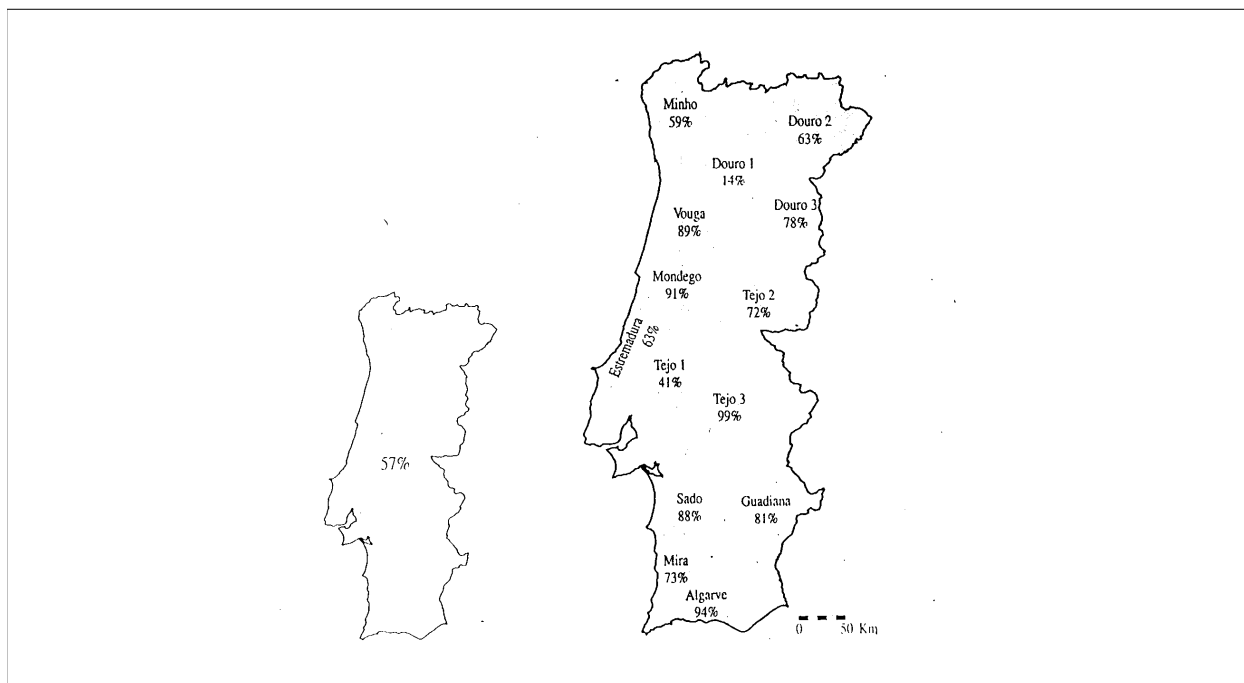 Minho
59%
Douro 2
63%
Douro 1
14%
Douro 3
78%
Vouga
89%
Mondego
91%
Tejo 2
72%
Estremadura
63%
Tejo 1
41%
Tejo 3
99%
57%
Sado
88%
Guadiana
81%
Mira
73%
Algarve
94%
0 50 Km